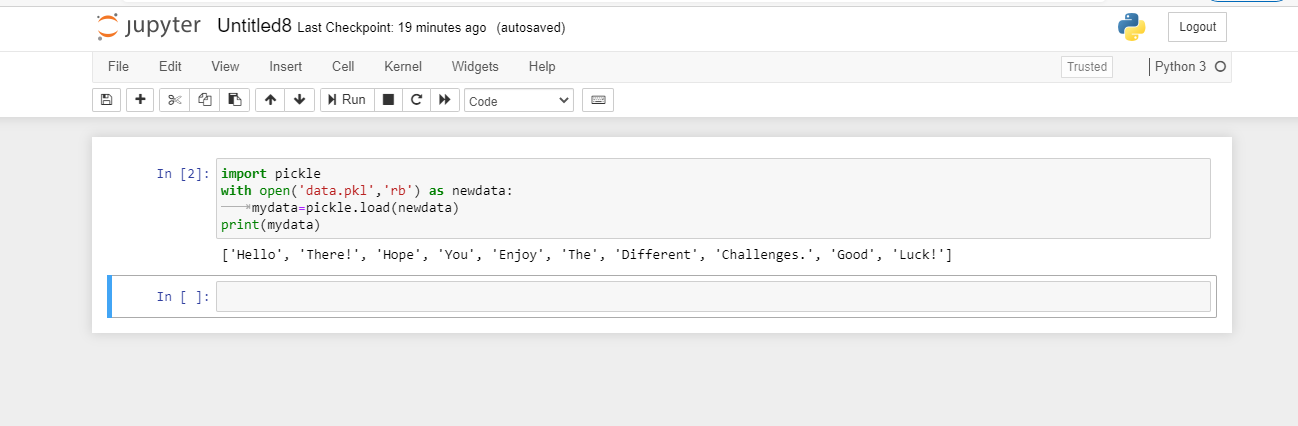 jupyter Untitled8 Last Checkpoint: 19 minutes ago (autosaved) Logout
File Edit View Insert Cell Kernel Widgets Help Trusted Python 3
Run Code
In [2]: import pickle
with open('data.pkl','rb') as newdata:
mydata=pickle.load(newdata)
print(mydata)
['Hello', 'There!', 'Hope', 'You', 'Enjoy', 'The', 'Different', 'Challenges.', 'Good', 'Luck!']
In [ ]: